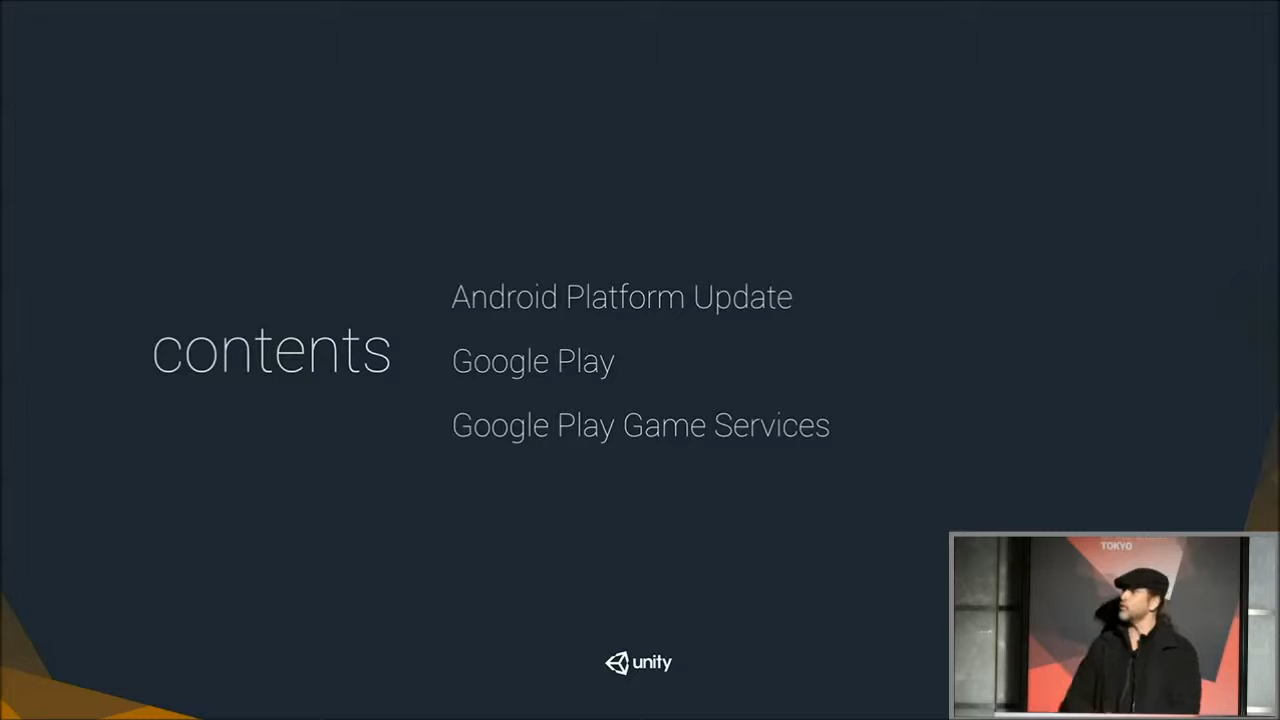 contents
Android Platform Update
Google Play
Google Play Game Services
unity
TOKYO